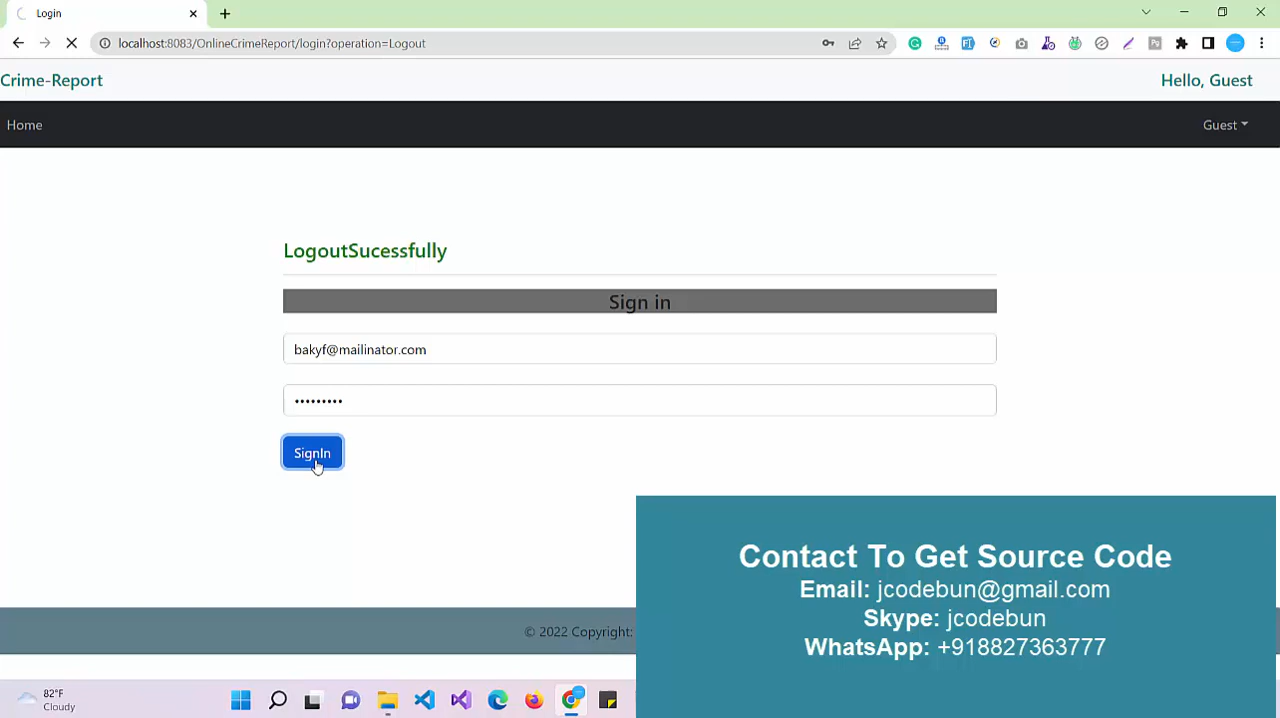 Login
localhost:8083/OnlineCrimeReport/login?operation=Logout
Crime-Report
Hello, Guest
Home
Guest
LogoutSucessfully
Sign in
bakyf@mailinator.com
•••••••••
SignIn
Contact To Get Source Code
Email: jcodebun@gmail.com
Skype: jcodebun
© 2022 Copyright:
WhatsApp: +918827363777
82°F
Cloudy